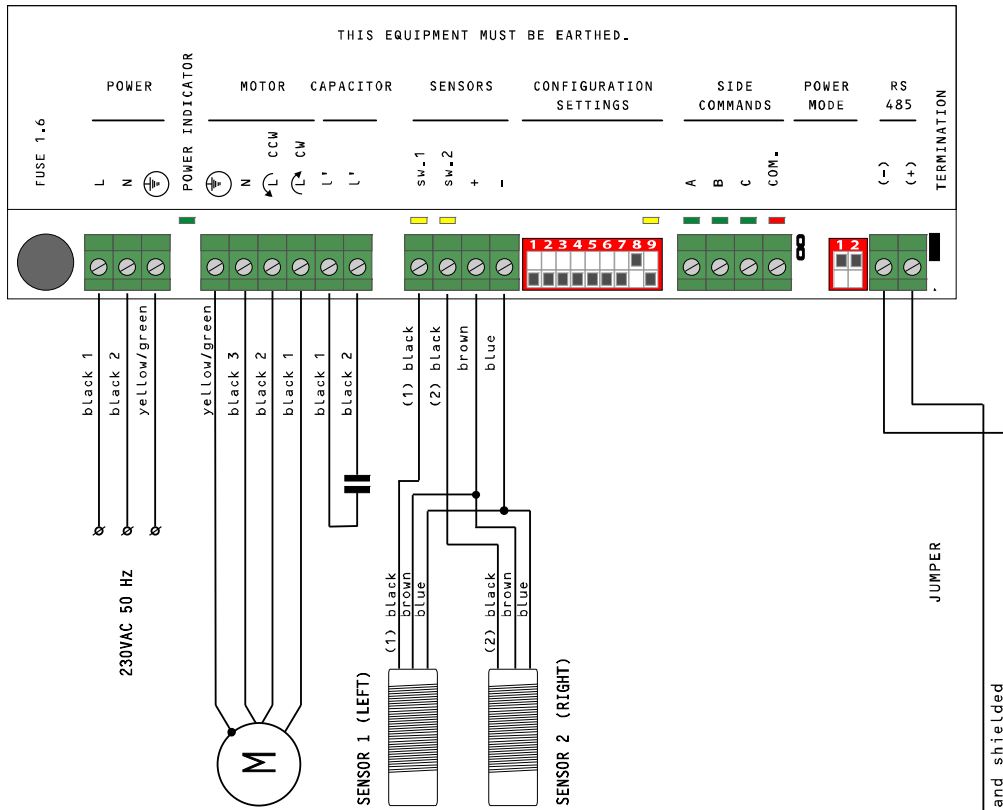 THIS EQUIPMENT MUST BE EARTHED.
POWER
MOTOR
CAPACITOR
SENSORS
CONFIGURATION
SETTINGS
SIDE
COMMANDS
POWER
MODE
RS
485
FUSE 1.6
L
N
POWER INDICATOR
N
L CCW
L CW
L'
L'
sw.1
sw.2
+
-
A
B
C
COM.
(-)
(+)
TERMINATION
1 2 3 4 5 6 7 8 9
1 2
black 1
black 2
yellow/green
yellow/green
black 3
black 2
black 1
black 1
black 2
(1) black
(2) black
brown
blue
230VAC 50 Hz
M
(1) black
brown
blue
(2) black
brown
blue
SENSOR 1 (LEFT)
SENSOR 2 (RIGHT)
JUMPER
and shielded